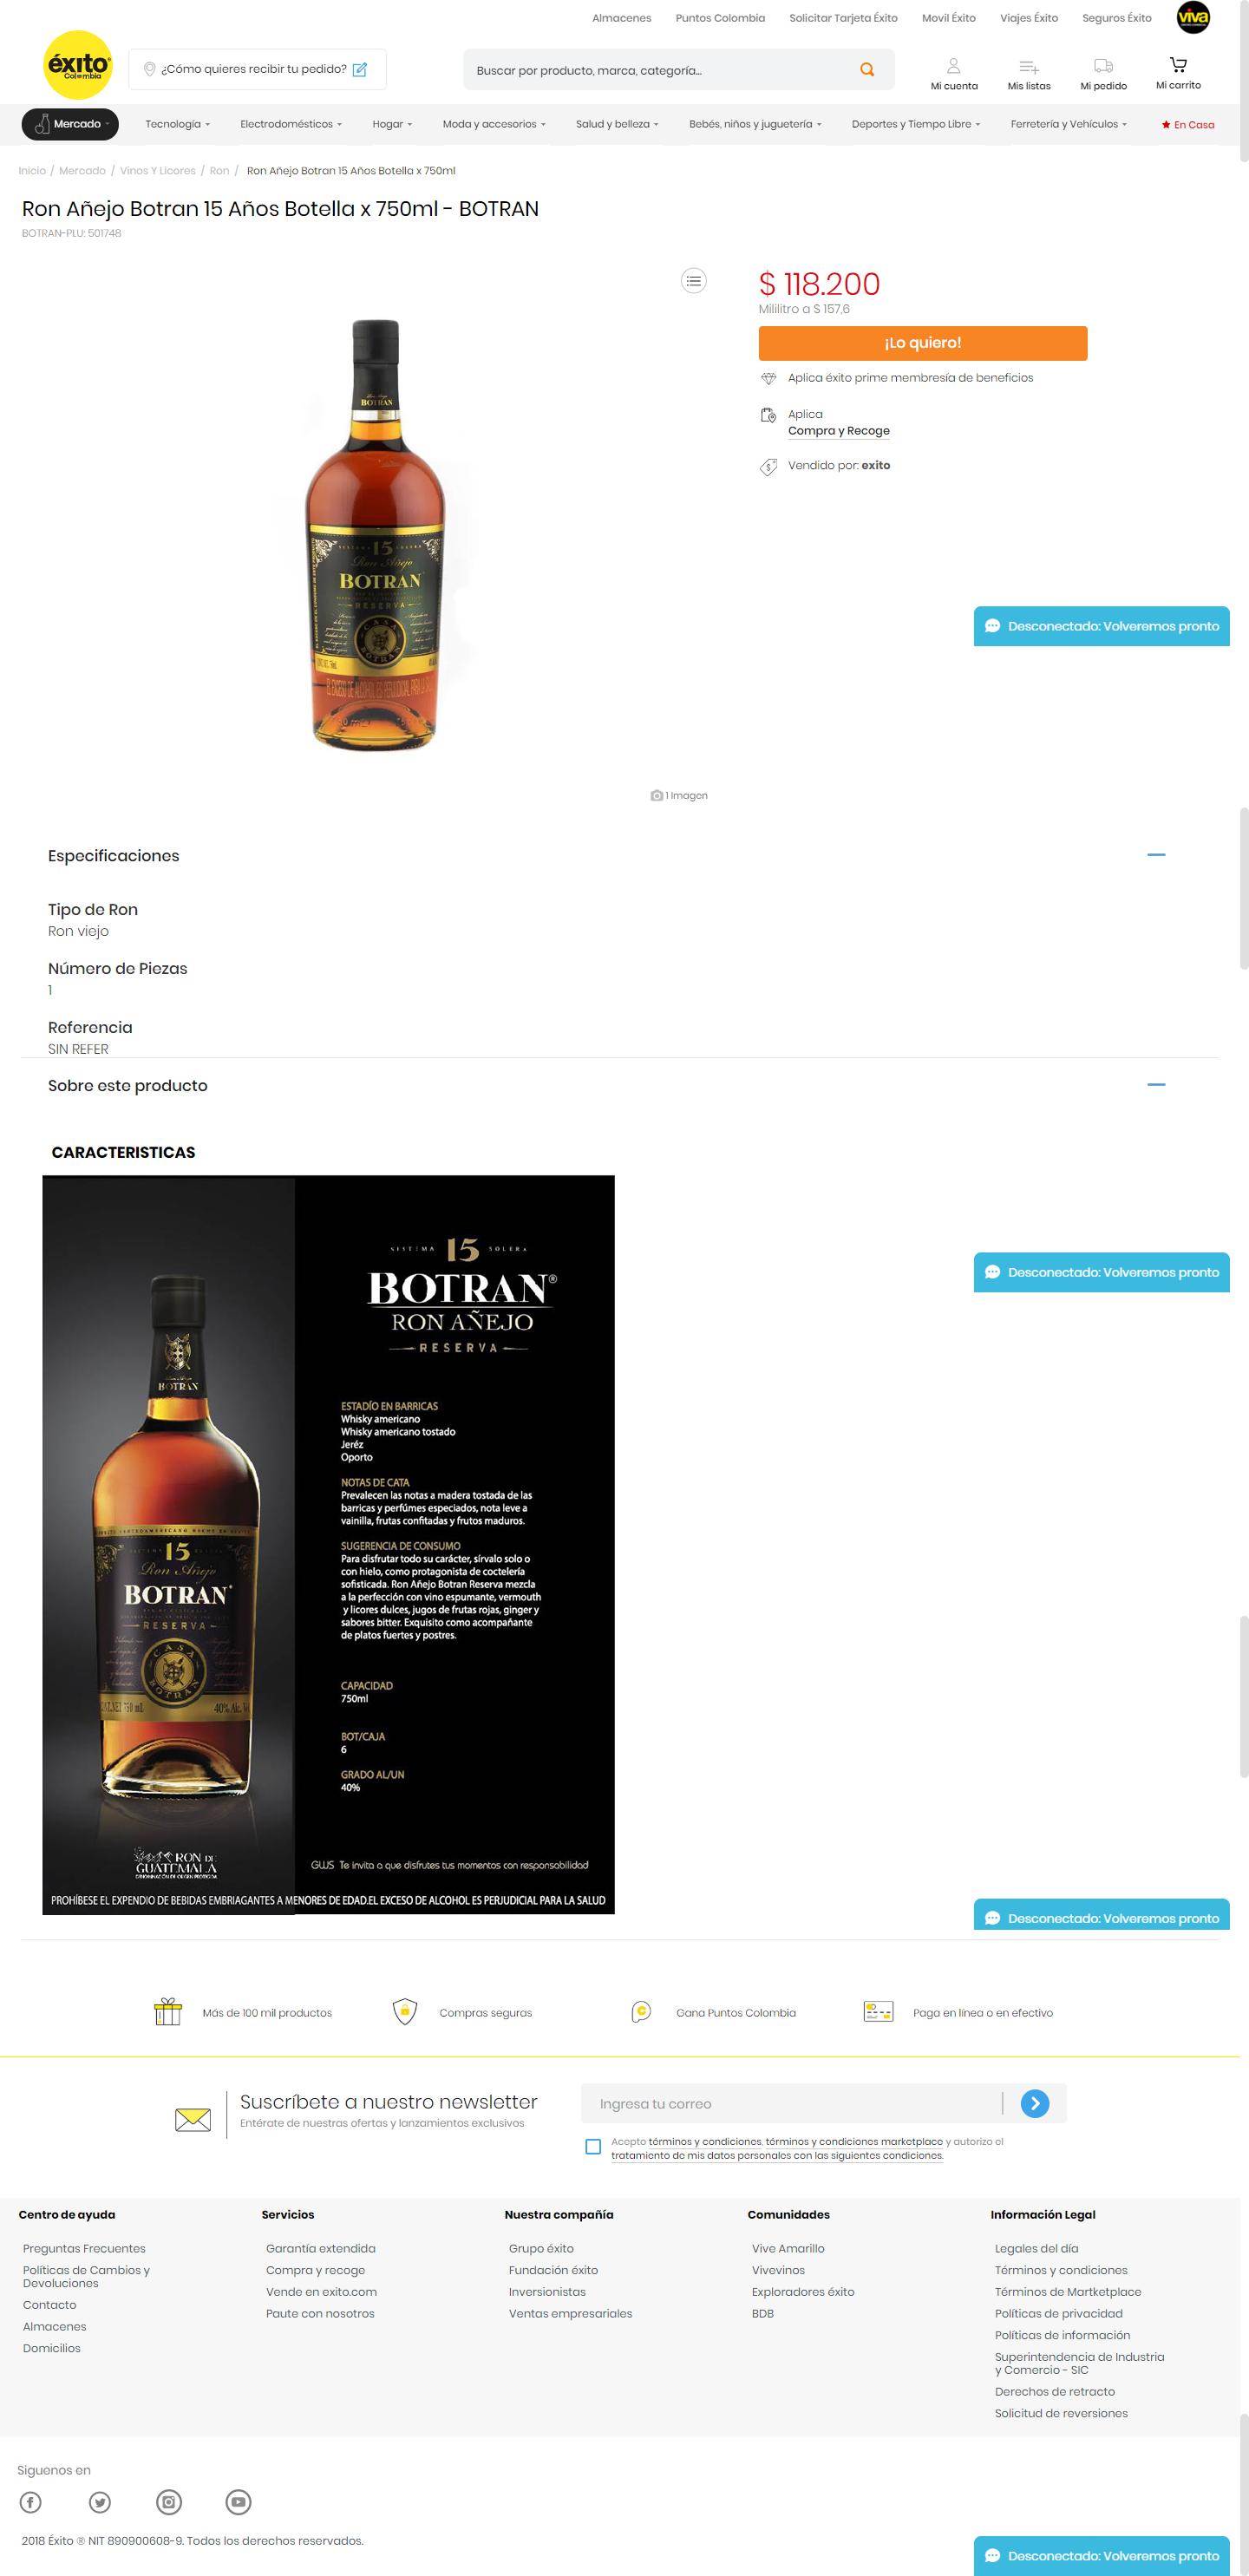 Almacenes Puntos Colombia Solicitar Tarjeta Éxito Movil Éxito Viajes Éxito Seguros Éxito viva
éxito
Colombia
¿Cómo quieres recibir tu pedido?
Buscar por producto, marca, categoría...
Mi cuenta Mis listas Mi pedido Mi carrito
Mercado Tecnología Electrodomésticos Hogar Moda y accesorios Salud y belleza Bebés, niños y juguetería Deportes y Tiempo Libre Ferretería y Vehículos En Casa
Inicio / Mercado / Vinos Y Licores / Ron / Ron Añejo Botran 15 Años Botella x 750ml
Ron Añejo Botran 15 Años Botella x 750ml - BOTRAN
BOTRAN-PLU: 501748
$ 118.200
Mililitro a $ 157,6
¡Lo quiero!
Aplica éxito prime membresía de beneficios
Aplica
Compra y Recoge
Vendido por: exito
BOTRAN
15
Ron Añejo
BOTRAN
RESERVA
CASA
BOTRAN
Desconectado: Volveremos pronto
1 Imagen
Especificaciones
Tipo de Ron
Ron viejo
Número de Piezas
1
Referencia
SIN REFER
Sobre este producto
CARACTERISTICAS
SISTEMA 15 SOLERA
BOTRAN®
RON AÑEJO
RESERVA
Desconectado: Volveremos pronto
BOTRAN
15
Ron Añejo
BOTRAN
RESERVA
CASA
BOTRAN
750 mL 40% Alc.
ESTADÍO EN BARRICAS
Whisky americano
Whisky americano tostado
Jeréz
Oporto
NOTAS DE CATA
Prevalecen las notas a madera tostada de las
barricas y perfúmes especiados, nota leve a
vainilla, frutas confitadas y frutos maduros.
SUGERENCIA DE CONSUMO
Para disfrutar todo su carácter, sírvalo solo o
con hielo, como protagonista de coctelería
sofisticada. Ron Añejo Botran Reserva mezcla
a la perfección con vino espumante, vermouth
y licores dulces, jugos de frutas rojas, ginger y
sabores bitter. Exquisito como acompañante
de platos fuertes y postres.
CAPACIDAD
750ml
BOT/CAJA
6
GRADO AL/UN
40%
RON DE
GUATEMALA
DENOMINACIÓN DE ORIGEN PROTEGIDA
GWS Te invita a que disfrutes tus momentos con responsabilidad
PROHÍBESE EL EXPENDIO DE BEBIDAS EMBRIAGANTES A MENORES DE EDAD.EL EXCESO DE ALCOHOL ES PERJUDICIAL PARA LA SALUD
Desconectado: Volveremos pronto
Más de 100 mil productos Compras seguras Gana Puntos Colombia Paga en línea o en efectivo
Suscríbete a nuestro newsletter
Entérate de nuestras ofertas y lanzamientos exclusivos
Ingresa tu correo
Acepto términos y condiciones, términos y condiciones marketplace y autorizo el
tratamiento de mis datos personales con las siguientes condiciones.
Centro de ayuda
Preguntas Frecuentes
Políticas de Cambios y
Devoluciones
Contacto
Almacenes
Domicilios
Servicios
Garantía extendida
Compra y recoge
Vende en exito.com
Paute con nosotros
Nuestra compañía
Grupo éxito
Fundación éxito
Inversionistas
Ventas empresariales
Comunidades
Vive Amarillo
Vivevinos
Exploradores éxito
BDB
Información Legal
Legales del día
Términos y condiciones
Términos de Martketplace
Políticas de privacidad
Políticas de información
Superintendencia de Industria
y Comercio - SIC
Derechos de retracto
Solicitud de reversiones
Siguenos en
2018 Éxito ® NIT 890900608-9. Todos los derechos reservados.
Desconectado: Volveremos pronto